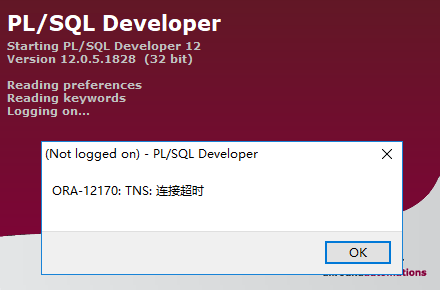 PL/SQL Developer
Starting PL/SQL Developer 12
Version 12.0.5.1828 (32 bit)
Reading preferences
Reading keywords
Logging on...
(Not logged on) - PL/SQL Developer
ORA-12170: TNS: 连接超时
OK